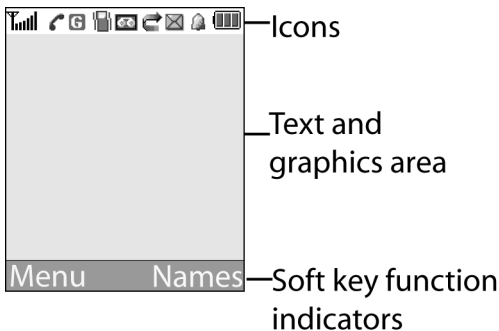 G
Icons
Text and
graphics area
Menu Names
Soft key function
indicators